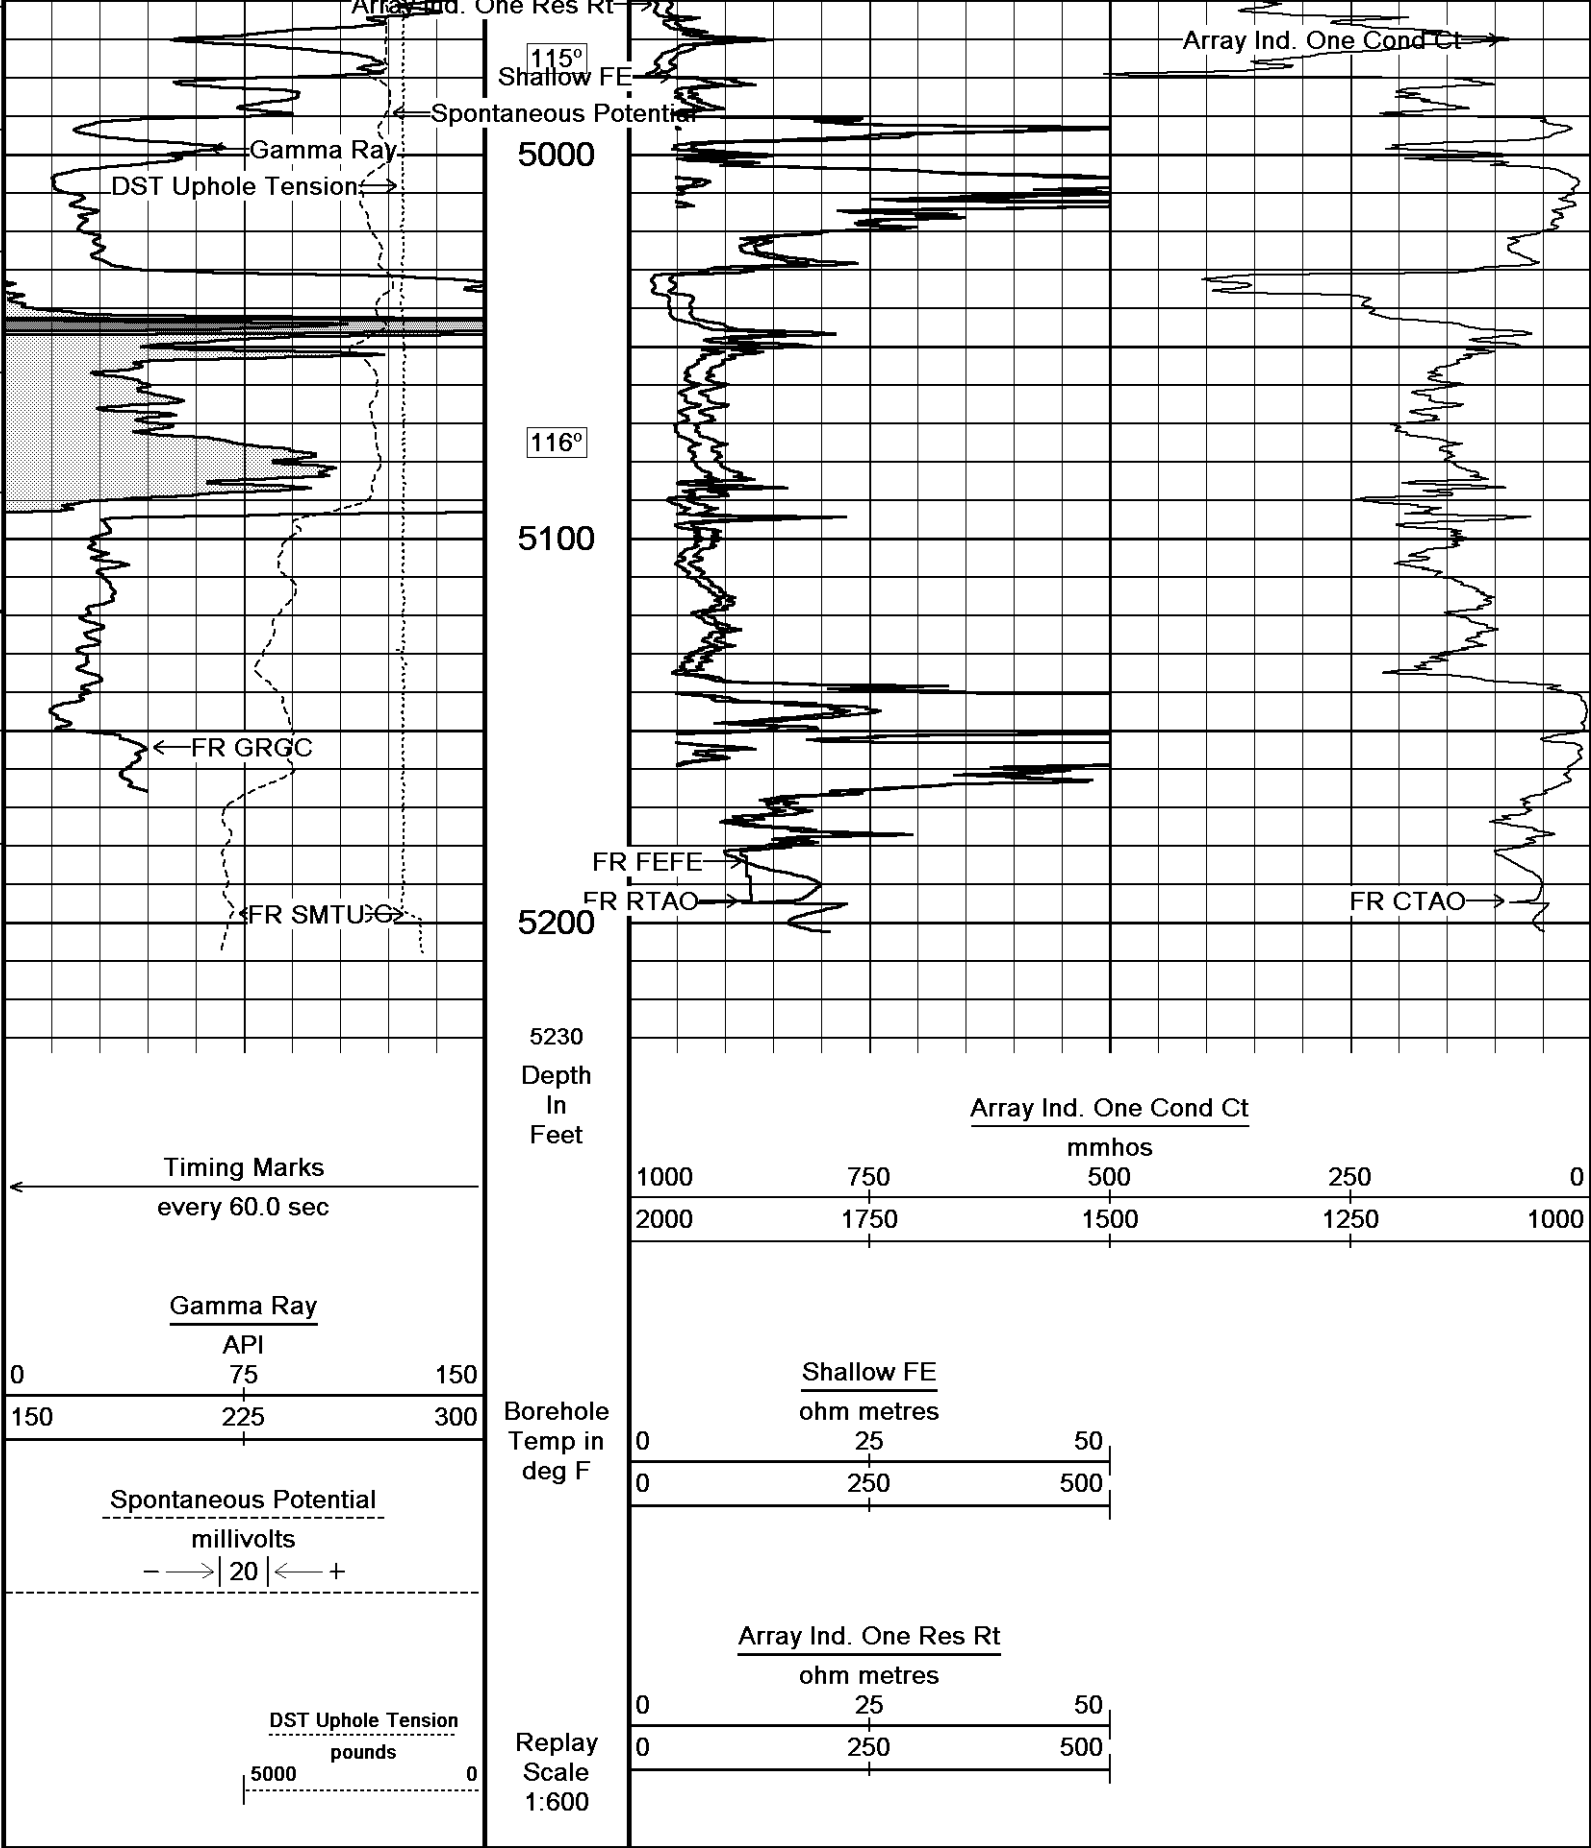 Array Ind. One Res Rt
Array Ind. One Cond Ct
115º
Shallow FE
Spontaneous Potential
Gamma Ray
5000
DST Uphole Tension
116º
5100
FR GRGC
FR FEFE
FR RTAO
FR CTAO
FR SMTU
5200
5230
Depth
In
Feet
Array Ind. One Cond Ct
mmhos
1000 750 500 250 0
2000 1750 1500 1250 1000
Timing Marks
every 60.0 sec
Gamma Ray
API
0 75 150
150 225 300
Borehole
Temp in
deg F
Shallow FE
ohm metres
0 25 50
0 250 500
Spontaneous Potential
millivolts
− 20 +
Array Ind. One Res Rt
ohm metres
0 25 50
0 250 500
DST Uphole Tension
pounds
5000 0
Replay
Scale
1:600